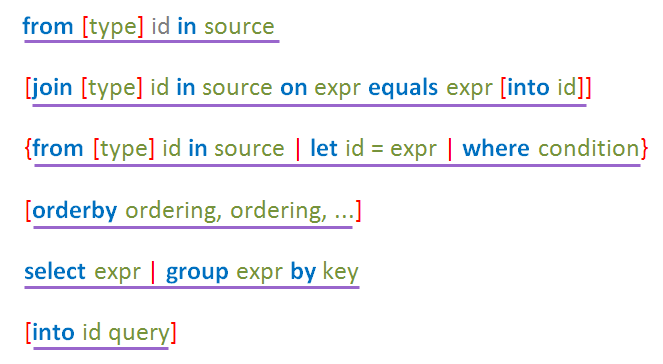 from [type] id in source
[join [type] id in source on expr equals expr [into id]]
{from [type] id in source | let id = expr | where condition}
[orderby ordering, ordering, ...]
select expr | group expr by key
[into id query]